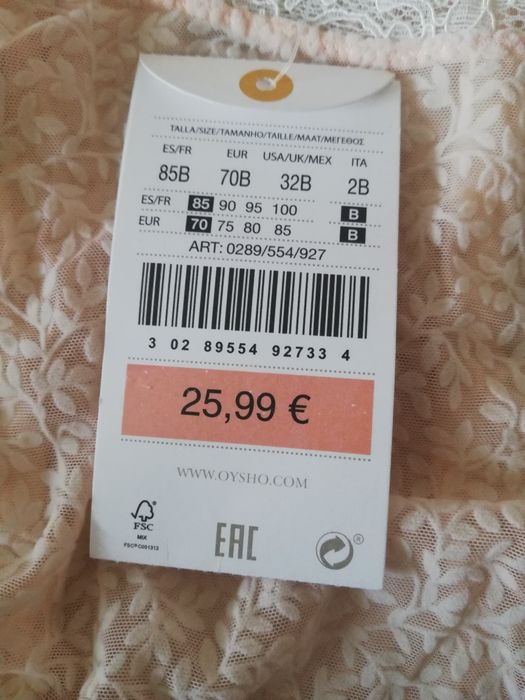 TALLA/SIZE/TAMANHO/TAILLE/MAAT/ΜΕΓΕΘΟΣ
ES/FR EUR USA/UK/MEX ITA
85B 70B 32B 2B
ES/FR 85 90 95 100 B
EUR 70 75 80 85 B
ART: 0289/554/927
3 02 89554 92733 4
25,99 €
WWW.OYSHO.COM
FSC
MIX
FSC® C001313
EAC
®